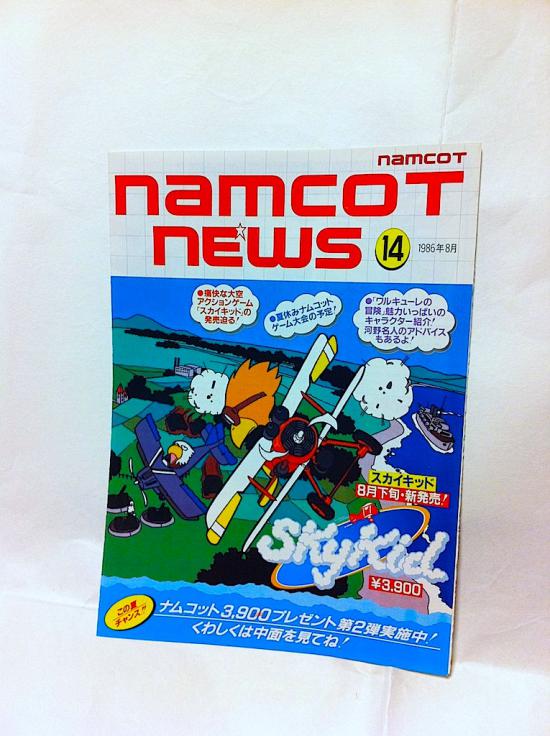 namcoT
namcoT
NEWS
14
1986年8月
●痛快な大空
アクションゲーム
「スカイキッド」の
発売迫る!
●夏休みナムコット
ゲーム大会の予定!
●「ワルキューレの
冒険」魅力いっぱいの
キャラクター紹介!
河野名人のアドバイス
もあるよ!
スカイキッド
8月下旬・新発売!
Sky Kid
¥3,900
この夏
チャンス!!
ナムコット3,900プレゼント第2弾実施中!
くわしくは中面を見てね!